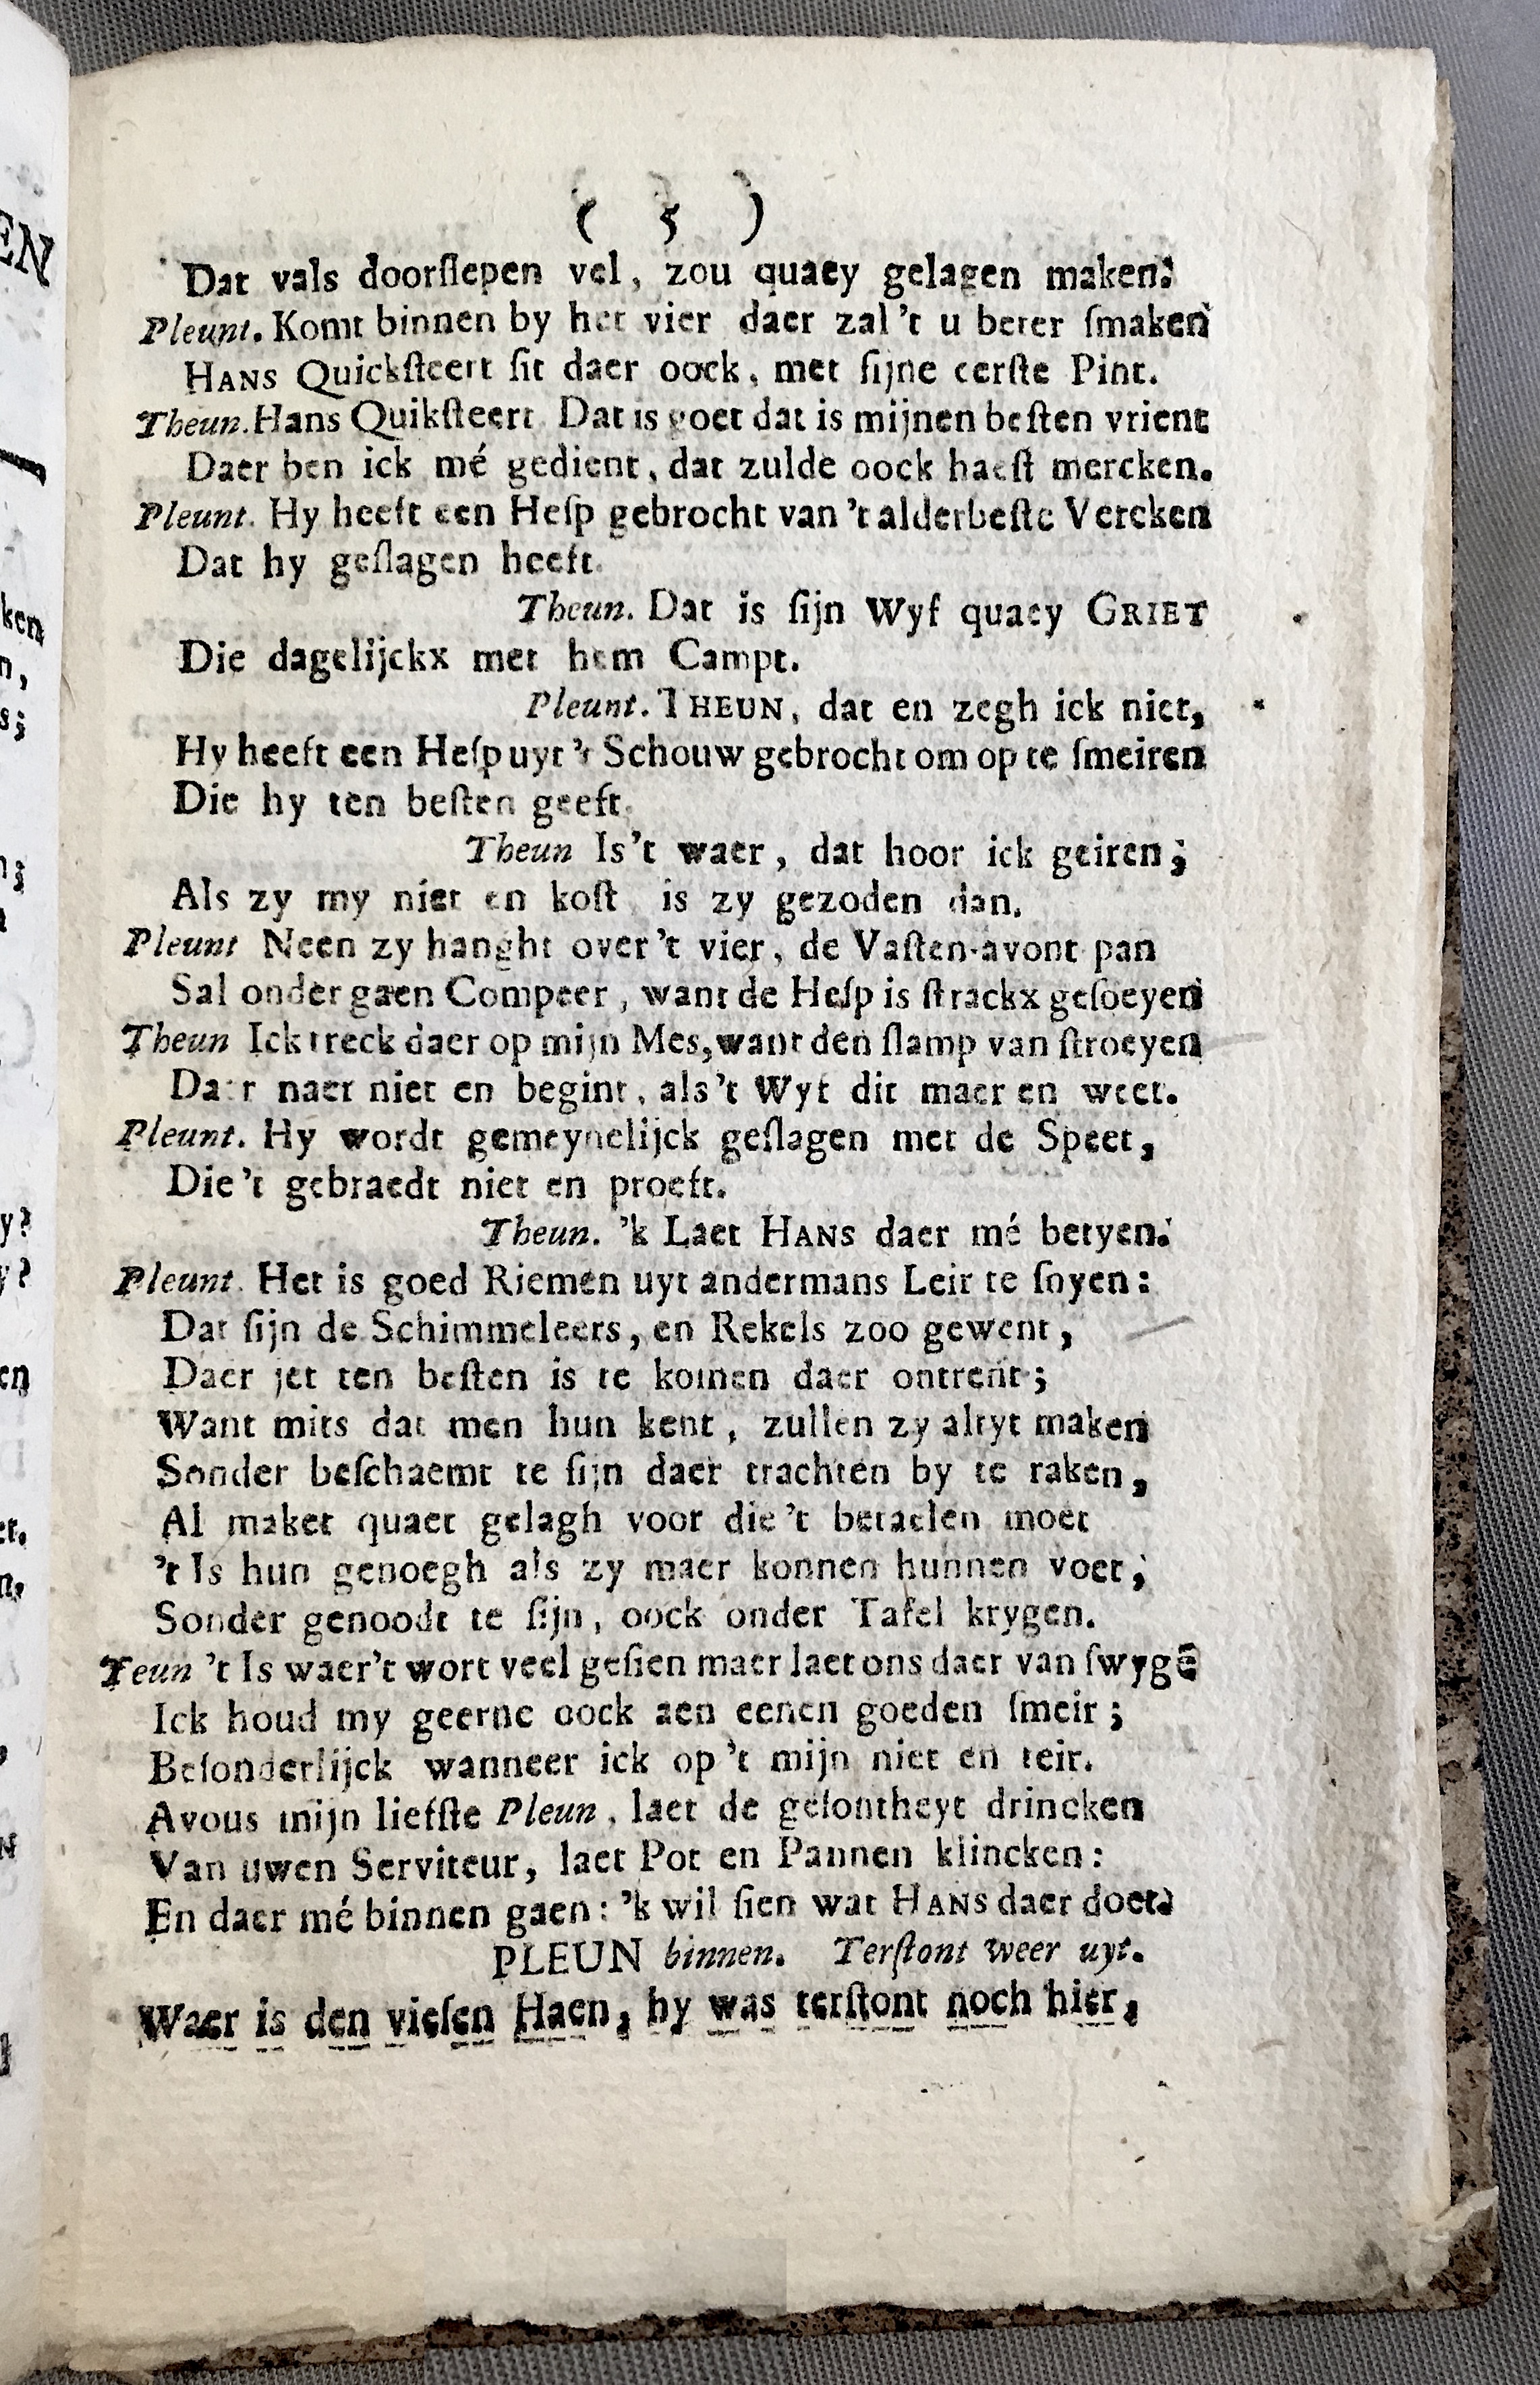 ( 5 )
Dat vals doorſlepen vel, zou quaey gelagen maken:
Pleunt. Komt binnen by het vier daer zal 't u beter ſmaken
HANS Quickſteert ſit daer oock, met ſijne eerſte Pint.
Theun. Hans Quikſteert Dat is goet dat is mijnen beſten vrient
Daer ben ick mé gedient, dat zulde oock haeſt mercken.
Pleunt. Hy heeft een Heſp gebrocht van 't alderbeſte Vercken
Dat hy geſlagen heeft.
Theun. Dat is ſijn Wyf quaey GRIET
Die dagelijckx met hem Campt.
Pleunt. THEUN, dat en zegh ick niet,
Hy heeft een Heſp uyt 't Schouw gebrocht om op te ſmeiren
Die hy ten beſten geeft.
Theun Is 't waer, dat hoor ick geiren;
Als zy my niet en koſt, is zy gezoden dan.
Pleunt Neen zy hanght over 't vier, de Vaſten-avont pan
Sal onder gaen Compeer, want de Heſp is ſtrackx geſoeyen
Theun Ick treck daer op mijn Mes, want den ſlamp van ſtroeyen
Daer naer niet en begint, als 't Wyf dit maer en weet.
Pleunt. Hy wordt gemeynelijck geſlagen met de Speet,
Die 't gebraedt niet en proeft.
Theun. 'k Laet HANS daer mé betyen.
Pleunt. Het is goed Riemen uyt andermans Leir te ſnyen:
Dat ſijn de Schimmeleers, en Rekels zoo gewent,
Daer jet ten beſten is te komen daer ontrent;
Want mits dat men hun kent, zullen zy altyt maken
Sonder beſchaemt te ſijn daer trachten by te raken,
Al maket quaet gelagh voor die 't betaelen moet
't Is hun genoegh als zy maer konnen hunnen voet;
Sonder genoodt te ſijn, oock onder Tafel krygen.
Teun 't Is waer 't wort veel geſien maer laet ons daer van ſwygē
Ick houd my geerne oock aen eenen goeden ſmeir;
Beſonderlijck wanneer ick op 't mijn niet en teir.
Avous mijn liefſte Pleun, laet de geſontheyt drincken
Van uwen Serviteur, laet Pot en Pannen klincken:
En daer mé binnen gaen: 'k wil ſien wat HANS daer doet.
PLEUN binnen. Terſtont weer uyt.
Waer is den vieſen Haen, hy was terſtont noch hier,